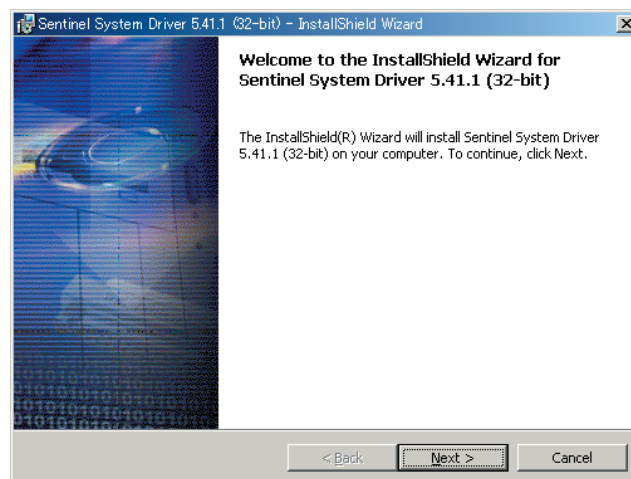 Sentinel System Driver 5.41.1 (32-bit) - InstallShield Wizard
Welcome to the InstallShield Wizard for
Sentinel System Driver 5.41.1 (32-bit)
The InstallShield(R) Wizard will install Sentinel System Driver
5.41.1 (32-bit) on your computer. To continue, click Next.
< Back
Next >
Cancel